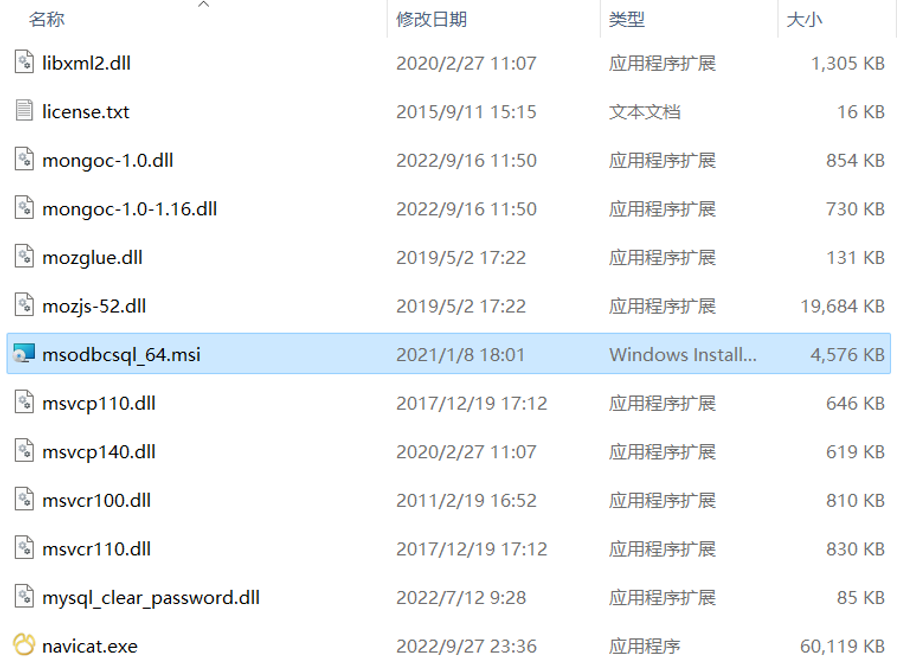 名称 修改日期 类型 大小
libxml2.dll 2020/2/27 11:07 应用程序扩展 1,305 KB
license.txt 2015/9/11 15:15 文本文档 16 KB
mongoc-1.0.dll 2022/9/16 11:50 应用程序扩展 854 KB
mongoc-1.0-1.16.dll 2022/9/16 11:50 应用程序扩展 730 KB
mozglue.dll 2019/5/2 17:22 应用程序扩展 131 KB
mozjs-52.dll 2019/5/2 17:22 应用程序扩展 19,684 KB
msodbcsql_64.msi 2021/1/8 18:01 Windows Install... 4,576 KB
msvcp110.dll 2017/12/19 17:12 应用程序扩展 646 KB
msvcp140.dll 2020/2/27 11:07 应用程序扩展 619 KB
msvcr100.dll 2011/2/19 16:52 应用程序扩展 810 KB
msvcr110.dll 2017/12/19 17:12 应用程序扩展 830 KB
mysql_clear_password.dll 2022/7/12 9:28 应用程序扩展 85 KB
navicat.exe 2022/9/27 23:36 应用程序 60,119 KB